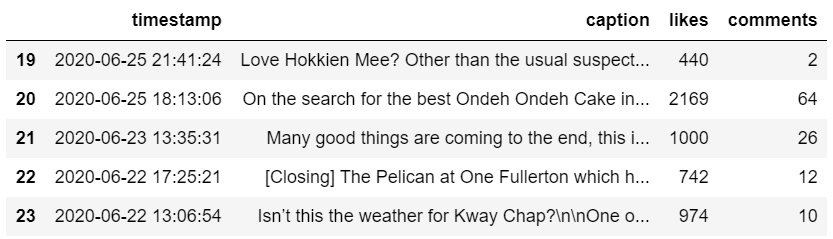 timestamp caption likes comments
19 2020-06-25 21:41:24 Love Hokkien Mee? Other than the usual suspect... 440 2
20 2020-06-25 18:13:06 On the search for the best Ondeh Ondeh Cake in... 2169 64
21 2020-06-23 13:35:31 Many good things are coming to the end, this i... 1000 26
22 2020-06-22 17:25:21 [Closing] The Pelican at One Fullerton which h... 742 12
23 2020-06-22 13:06:54 Isn’t this the weather for Kway Chap?\n\nOne o... 974 10